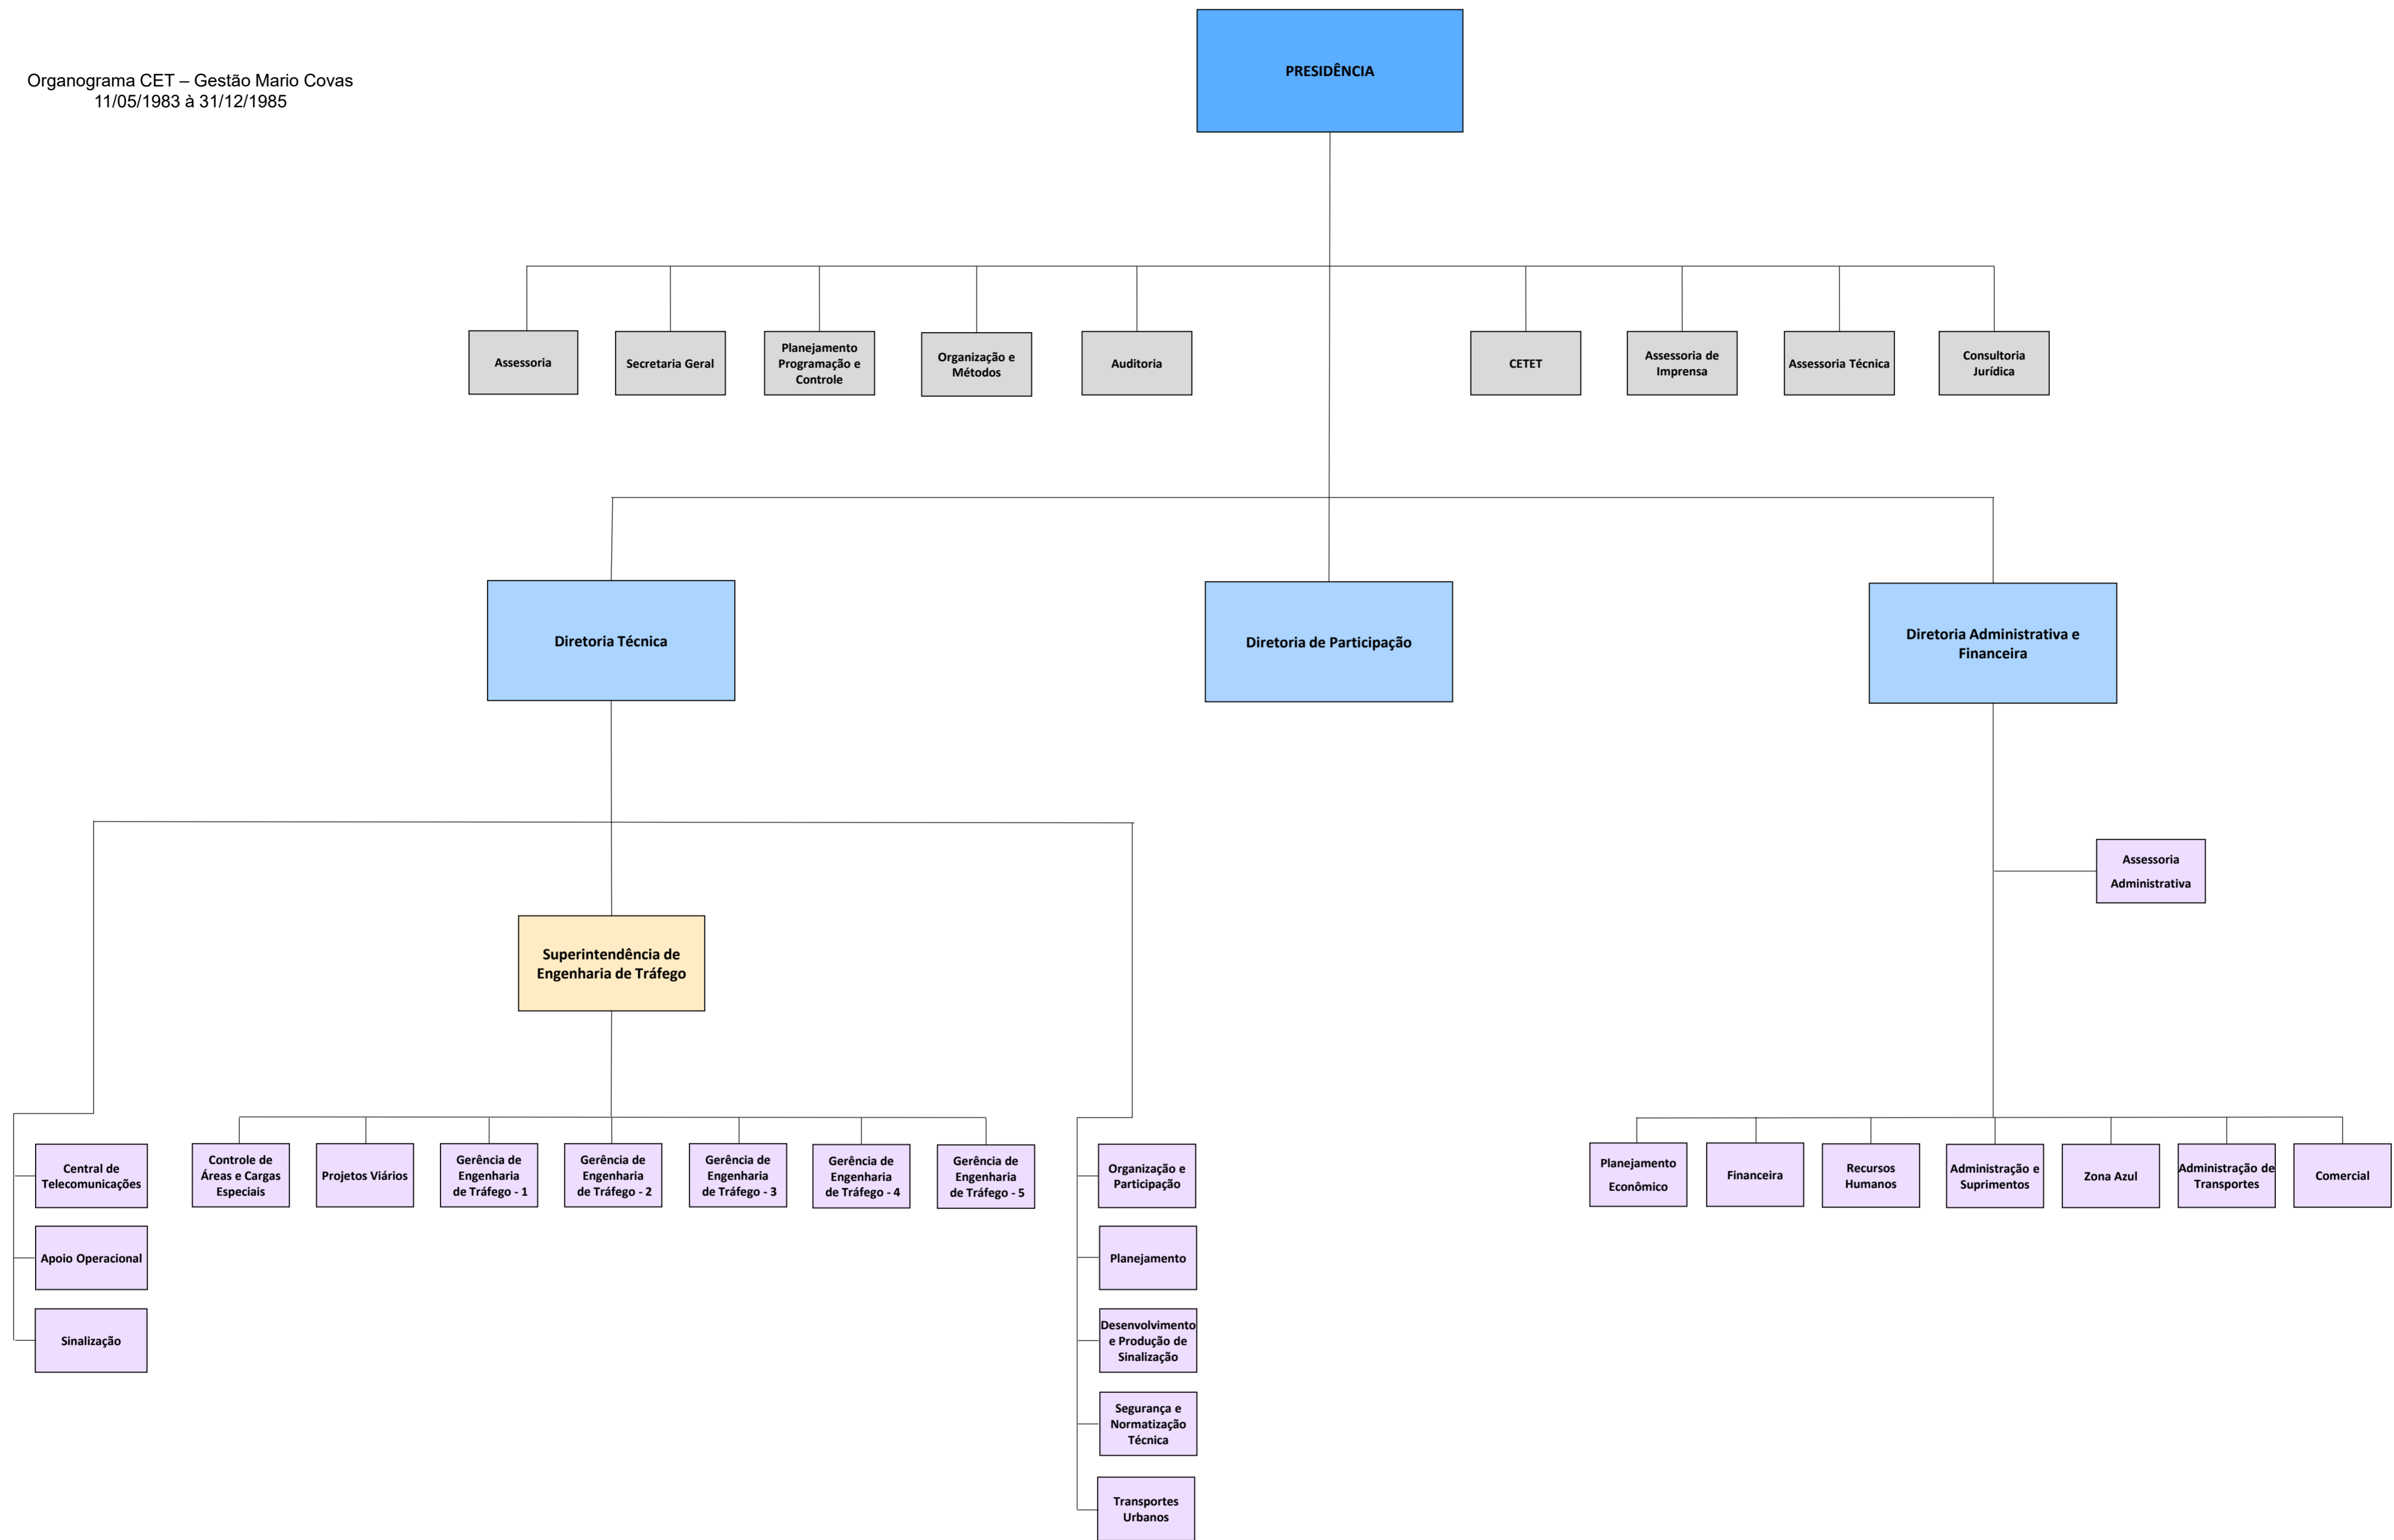 Organograma CET – Gestão Mario Covas
11/05/1983 à 31/12/1985
PRESIDÊNCIA
Assessoria
Secretaria Geral
Planejamento
Programação e
Controle
Organização e
Métodos
Auditoria
CETET
Assessoria de
Imprensa
Assessoria Técnica
Consultoria
Jurídica
Diretoria Técnica
Diretoria de Participação
Diretoria Administrativa e
Financeira
Assessoria
Administrativa
Superintendência de
Engenharia de Tráfego
Central de
Telecomunicações
Apoio Operacional
Sinalização
Controle de
Áreas e Cargas
Especiais
Projetos Viários
Gerência de
Engenharia
de Tráfego - 1
Gerência de
Engenharia
de Tráfego - 2
Gerência de
Engenharia
de Tráfego - 3
Gerência de
Engenharia
de Tráfego - 4
Gerência de
Engenharia
de Tráfego - 5
Organização e
Participação
Planejamento
Desenvolvimento
e Produção de
Sinalização
Segurança e
Normatização
Técnica
Transportes
Urbanos
Planejamento
Econômico
Financeira
Recursos
Humanos
Administração e
Suprimentos
Zona Azul
Administração de
Transportes
Comercial